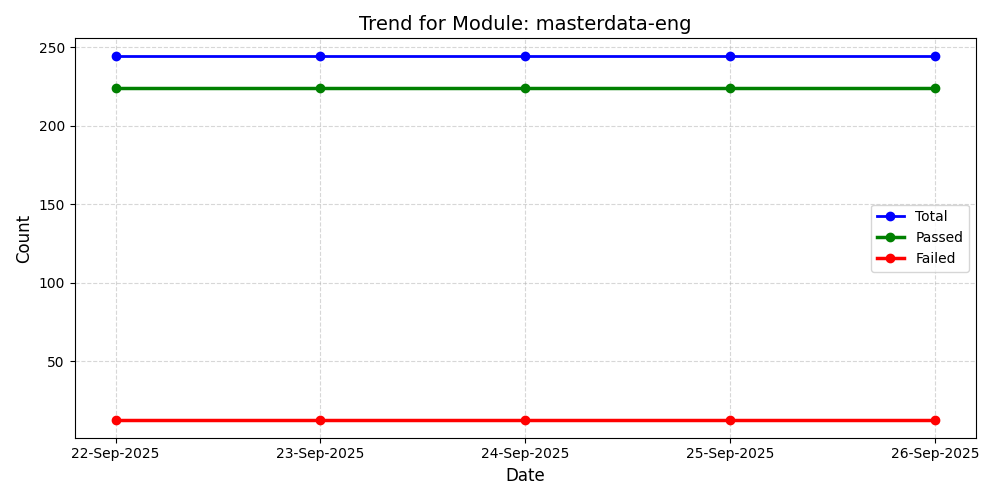 Trend for Module: masterdata-eng
250
200
150
100
50
Count
Total
Passed
Failed
22-Sep-2025
23-Sep-2025
24-Sep-2025
25-Sep-2025
26-Sep-2025
Date